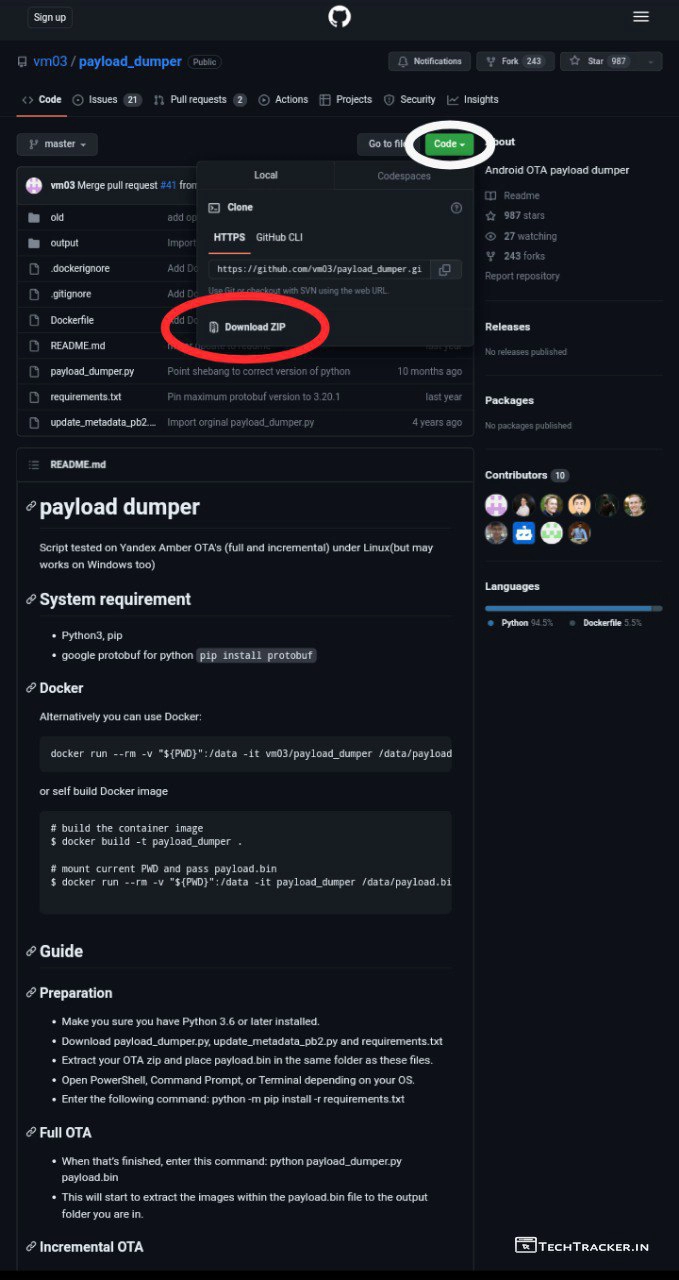 Sign up
vm03 / payload_dumper Public
Notifications Fork 243 Star 987
Code Issues 21 Pull requests 2 Actions Projects Security Insights
master Go to file Code
Local Codespaces
Clone
HTTPS GitHub CLI
https://github.com/vm03/payload_dumper.gi
Use Git or checkout with SVN using the web URL.
Download ZIP
vm03 Merge pull request #41 from
old add op
output Import
.dockerignore Add Do
.gitignore Add Do
Dockerfile Add Do
README.md update to readme last year
payload_dumper.py Point shebang to correct version of python 10 months ago
requirements.txt Pin maximum protobuf version to 3.20.1 last year
update_metadata_pb2.... Import orginal payload_dumper.py 4 years ago
About
Android OTA payload dumper
Readme
987 stars
27 watching
243 forks
Report repository
Releases
No releases published
Packages
No packages published
Contributors 10
Languages
Python 94.5% Dockerfile 5.5%
README.md
payload dumper
Script tested on Yandex Amber OTA's (full and incremental) under Linux(but may
works on Windows too)
System requirement
• Python3, pip
• google protobuf for python pip install protobuf
Docker
Alternatively you can use Docker:
docker run --rm -v "${PWD}":/data -it vm03/payload_dumper /data/payload
or self build Docker image
# build the container image
$ docker build -t payload_dumper .
# mount current PWD and pass payload.bin
$ docker run --rm -v "${PWD}":/data -it payload_dumper /data/payload.bi
Guide
Preparation
• Make you sure you have Python 3.6 or later installed.
• Download payload_dumper.py, update_metadata_pb2.py and requirements.txt
• Extract your OTA zip and place payload.bin in the same folder as these files.
• Open PowerShell, Command Prompt, or Terminal depending on your OS.
• Enter the following command: python -m pip install -r requirements.txt
Full OTA
• When that's finished, enter this command: python payload_dumper.py
payload.bin
• This will start to extract the images within the payload.bin file to the output
folder you are in.
Incremental OTA
TECHTRACKER.IN